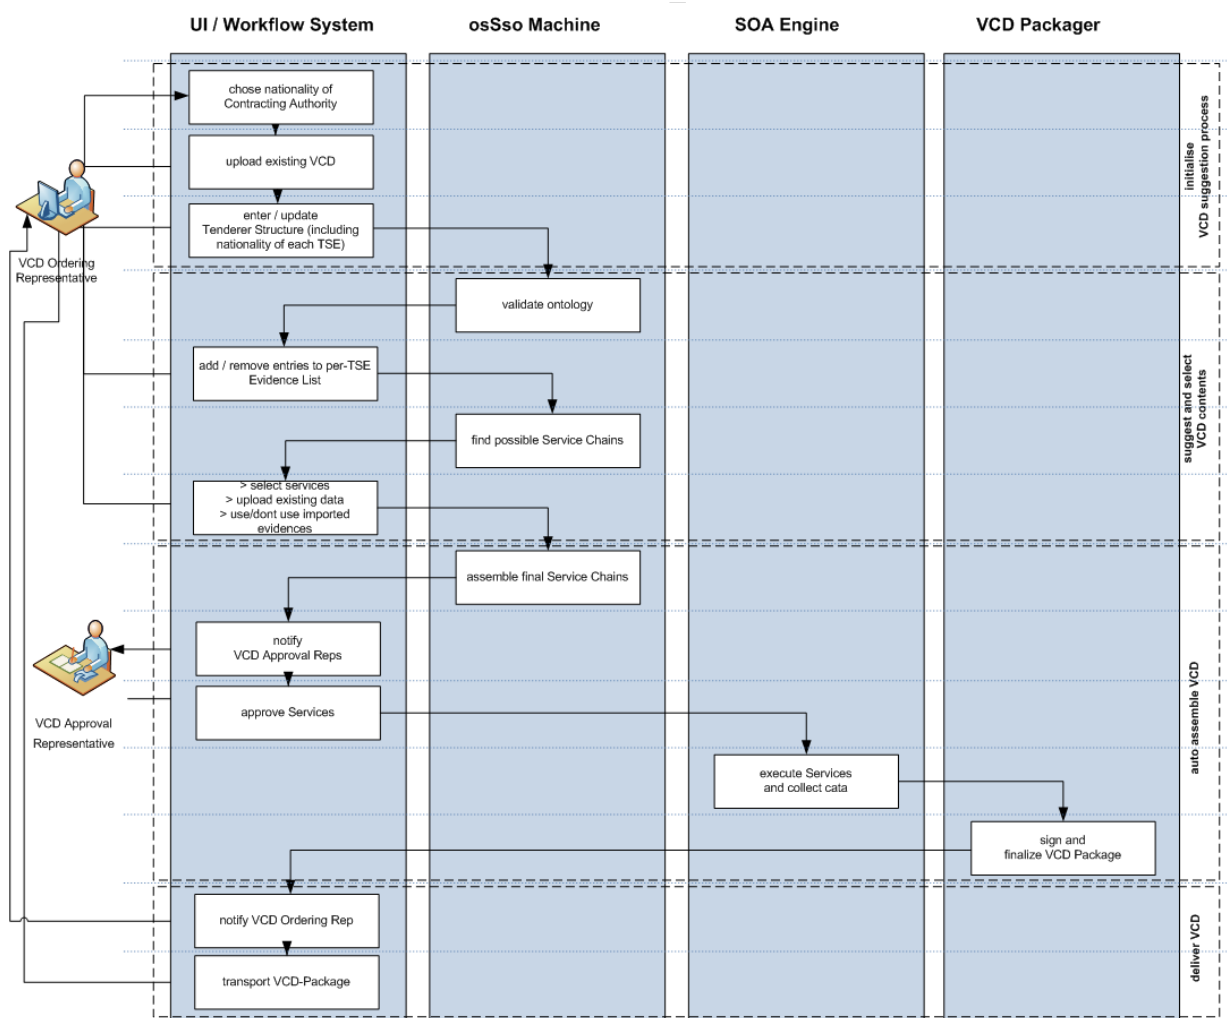 UI / Workflow System
osSso Machine
SOA Engine
VCD Packager
chose nationality of
Contracting Authority
upload existing VCD
enter / update
Tenderer Structure (including
nationality of each TSE)
initialise
VCD suggestion process
VCD Ordering
Representative
validate ontology
add / remove entries to per-TSE
Evidence List
find possible Service Chains
> select services
> upload existing data
> use/dont use imported
evidences
suggest and select
VCD contents
assemble final Service Chains
notify
VCD Approval Reps
approve Services
VCD Approval
Representative
execute Services
and collect cata
sign and
finalize VCD Package
auto assemble VCD
notify VCD Ordering Rep
transport VCD-Package
deliver VCD